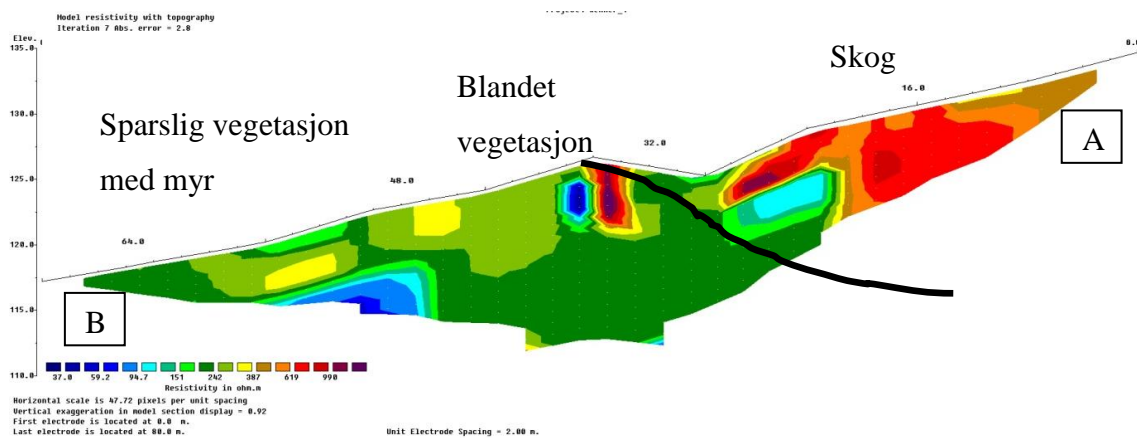 Model resistivity with topography
Iteration 7 Abs. error = 2.8
Elev.
135.0
130.0
125.0
120.0
115.0
110.0
Sparslig vegetasjon
med myr
Blandet
vegetasjon
Skog
64.0
48.0
32.0
16.0
0.0
A
B
37.0 59.2 94.7 151 242 387 619 990
Resistivity in ohm.m
Horizontal scale is 47.72 pixels per unit spacing
Vertical exaggeration in model section display = 0.92
First electrode is located at 0.0 m.
Last electrode is located at 80.0 m.
Unit Electrode Spacing = 2.00 m.